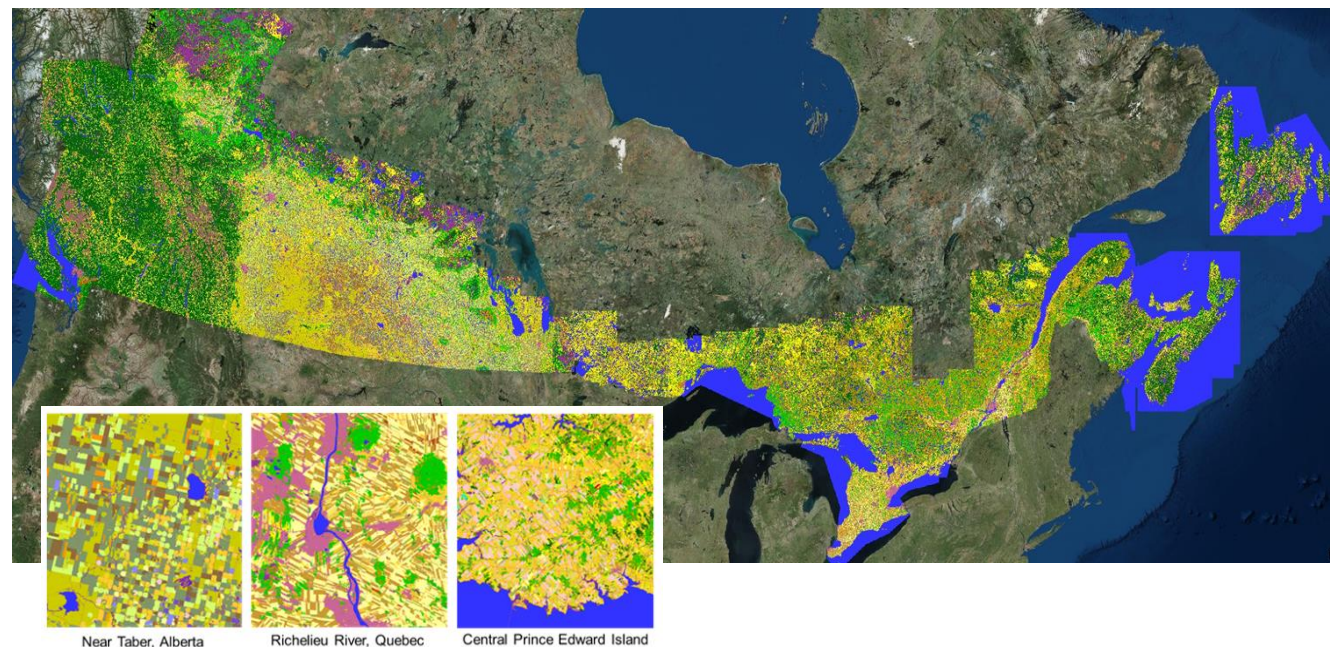 Near Taber, Alberta
Richelieu River, Quebec
Central Prince Edward Island